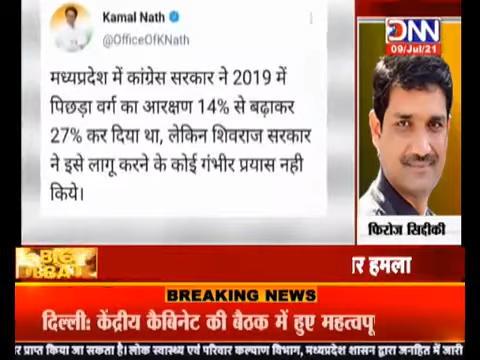 Kamal Nath
@OfficeOfKNath
DNN
09/Jul/21
मध्यप्रदेश में कांग्रेस सरकार ने 2019 में
पिछड़ा वर्ग का आरक्षण 14% से बढ़ाकर
27% कर दिया था, लेकिन शिवराज सरकार
ने इसे लागू करने के कोई गंभीर प्रयास नही
किये।
फिरोज सिद्दीकी
BIG
DEBATE
हमला
BREAKING NEWS
दिल्ली: केंद्रीय कैबिनेट की बैठक में हुए
प्राप्त किया जा सकता है। लोक स्वास्थ्य एवं परिवार कल्याण विभाग, मध्यप्रदेश शासन द्वारा जनहित में जारी